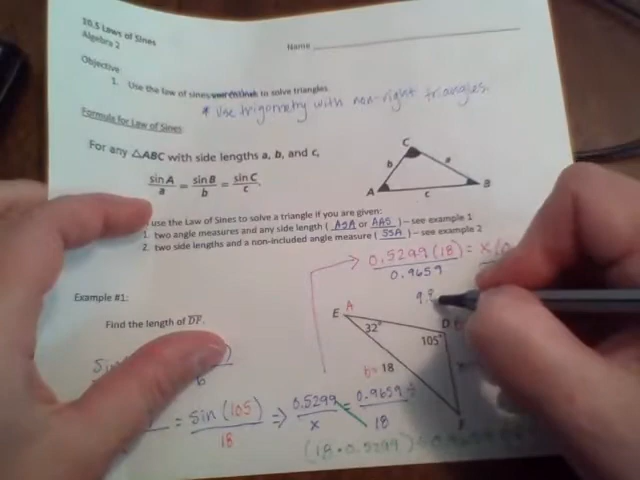 10.5 Laws of Sines
Algebra 2
Name
Objective
1. Use the law of sines to solve triangles.
* Use trigometry with non-right triangles.
Formula for Law of Sines
For any △ABC with side lengths a, b, and c,
sin A / a = sin B / b = sin C / c.
C
b a
A c B
use the Law of Sines to solve a triangle if you are given:
1. two angle measures and any side length ( ASA or AAS ) – see example 1
2. two side lengths and a non-included angle measure ( SSA ) – see example 2
0.5299(18) = x
0.9659
Example #1:
9.8
E A
Find the length of DF.
32° D
105°
b= 18
b
= sin (105) / 18 ⇒ 0.5299 / x = 0.9659 / 18
(18 • 0.5299)